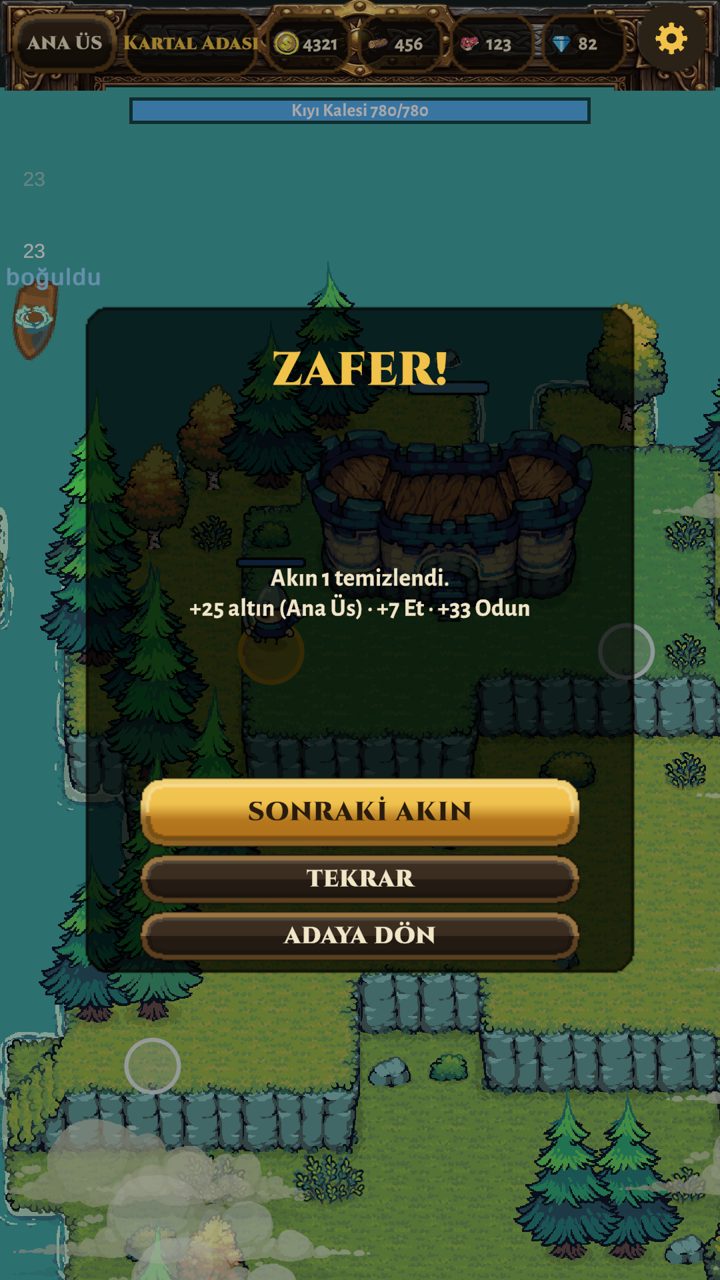 ANA ÜS KARTAL ADASI 4321 456 123 82
Kıyı Kalesi 780/780
23
23
boğuldu
ZAFER!
Akın 1 temizlendi.
+25 altın (Ana Üs) · +7 Et · +33 Odun
SONRAKİ AKIN
TEKRAR
ADAYA DÖN